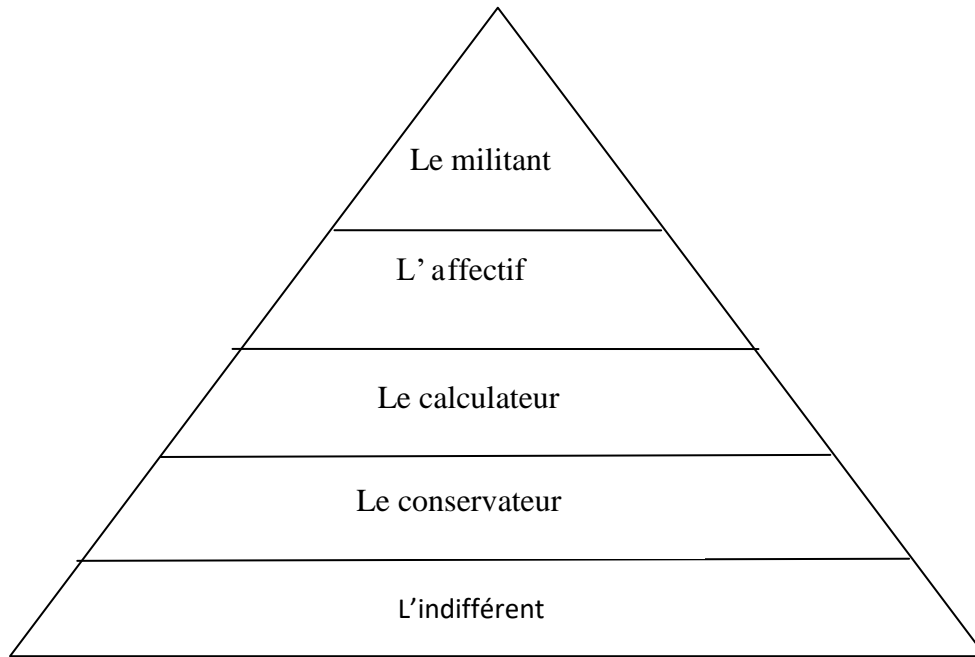 Le militant
L’ affectif
Le calculateur
Le conservateur
L’indifférent